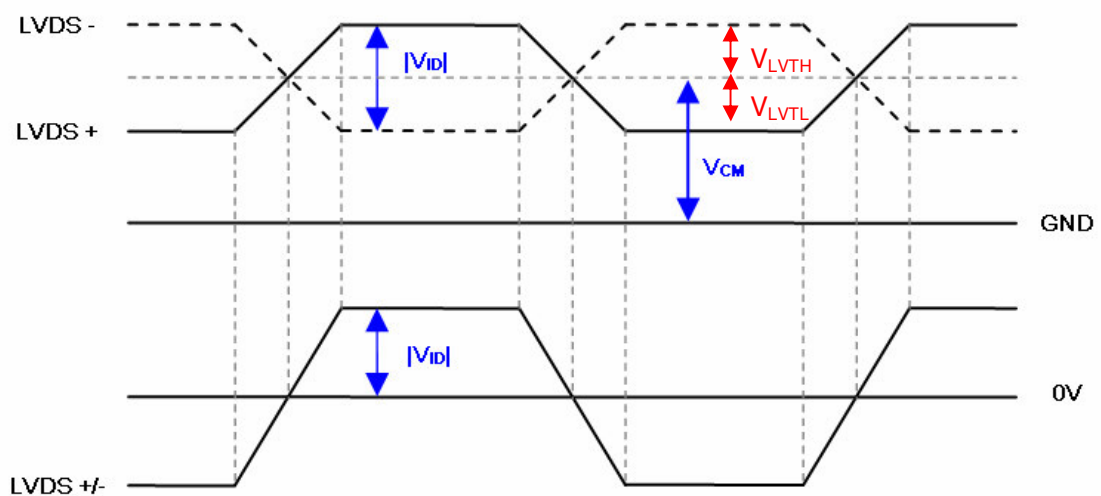 LVDS -
|VID|
VLVTH
LVDS +
VLVTL
VCM
GND
|VID|
0V
LVDS +/-